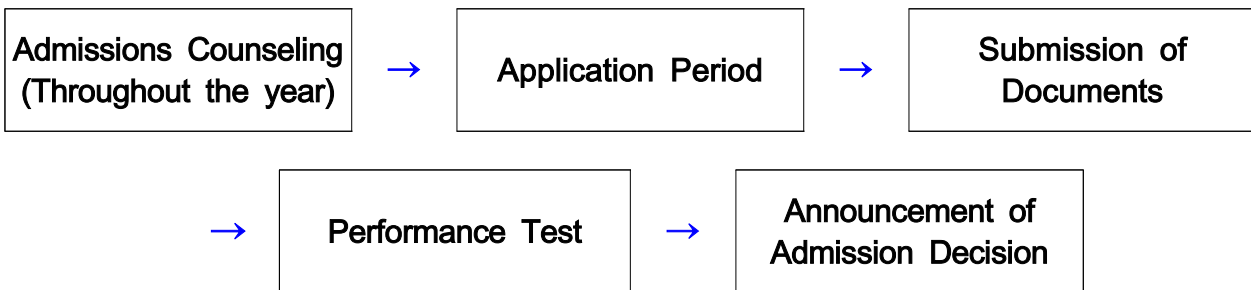 Admissions Counseling
(Throughout the year)
→
Application Period
→
Submission of
Documents
→
Performance Test
→
Announcement of
Admission Decision